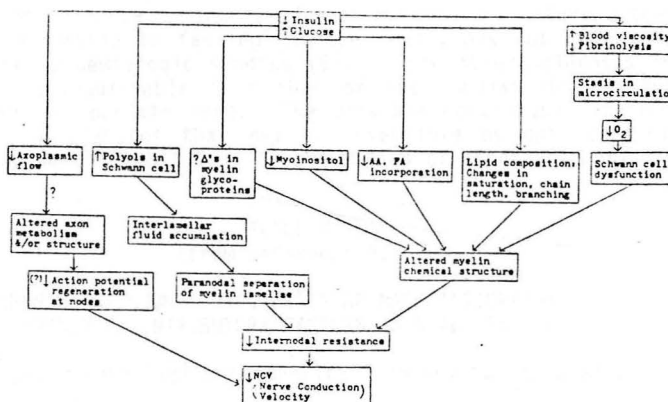 ↓ Insulin
↑ Glucose
↑ Blood viscosity
↓ Fibrinolysis
Stasis in
microcirculation
↓ O₂
↓ Axoplasmic
flow
↑ Polyols in
Schwann cell
? Δ's in
myelin
glyco-
proteins
↓ Myoinositol
↓ AA, FA
incorporation
Lipid composition:
Changes in
saturation, chain
length, branching
Schwann cell
dysfunction
?
Altered axon
metabolism
&/or structure
Interlamellar
fluid accumulation
Altered myelin
chemical structure
(?)↓ Action potential
regeneration
at nodes
Paranodal separation
of myelin lamellae
↓ Internodal resistance
↓ NCV
(Nerve Conduction)
(Velocity)